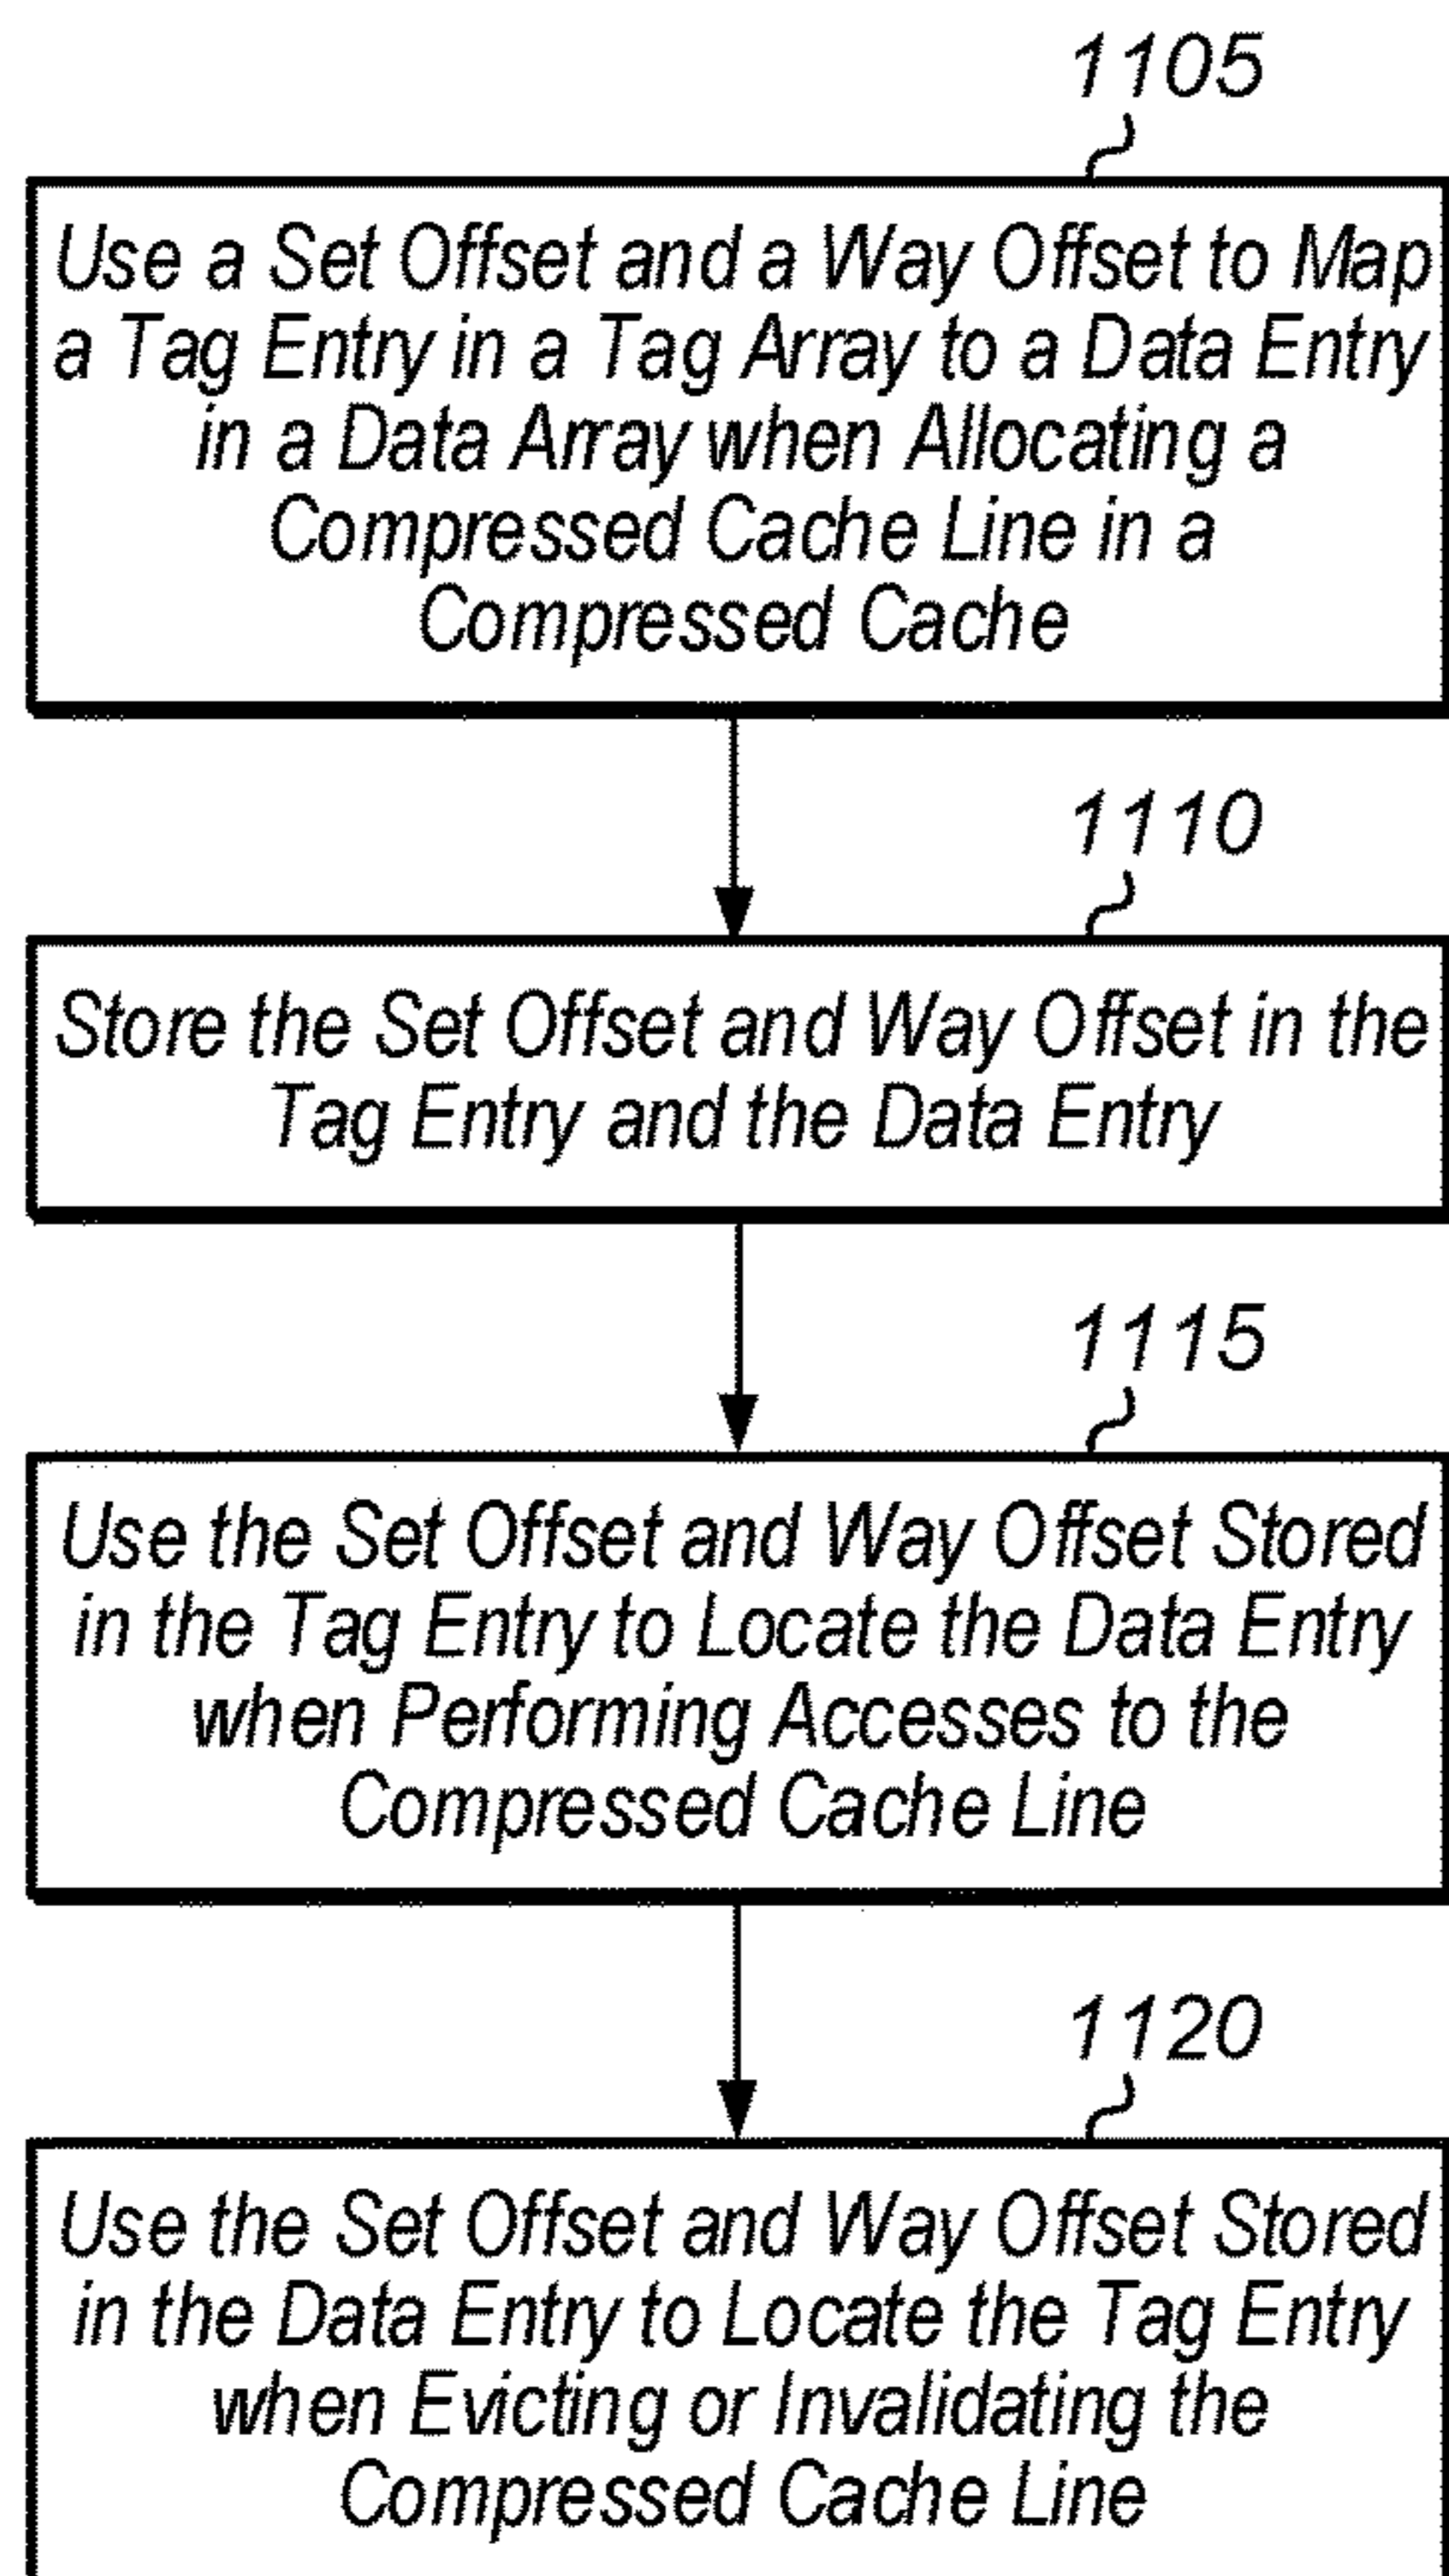 1105
Use a Set Offset and a Way Offset to Map
a Tag Entry in a Tag Array to a Data Entry
in a Data Array when Allocating a
Compressed Cache Line in a
Compressed Cache
1110
Store the Set Offset and Way Offset in the
Tag Entry and the Data Entry
1115
Use the Set Offset and Way Offset Stored
in the Tag Entry to Locate the Data Entry
when Performing Accesses to the
Compressed Cache Line
1120
Use the Set Offset and Way Offset Stored
in the Data Entry to Locate the Tag Entry
when Evicting or Invalidating the
Compressed Cache Line